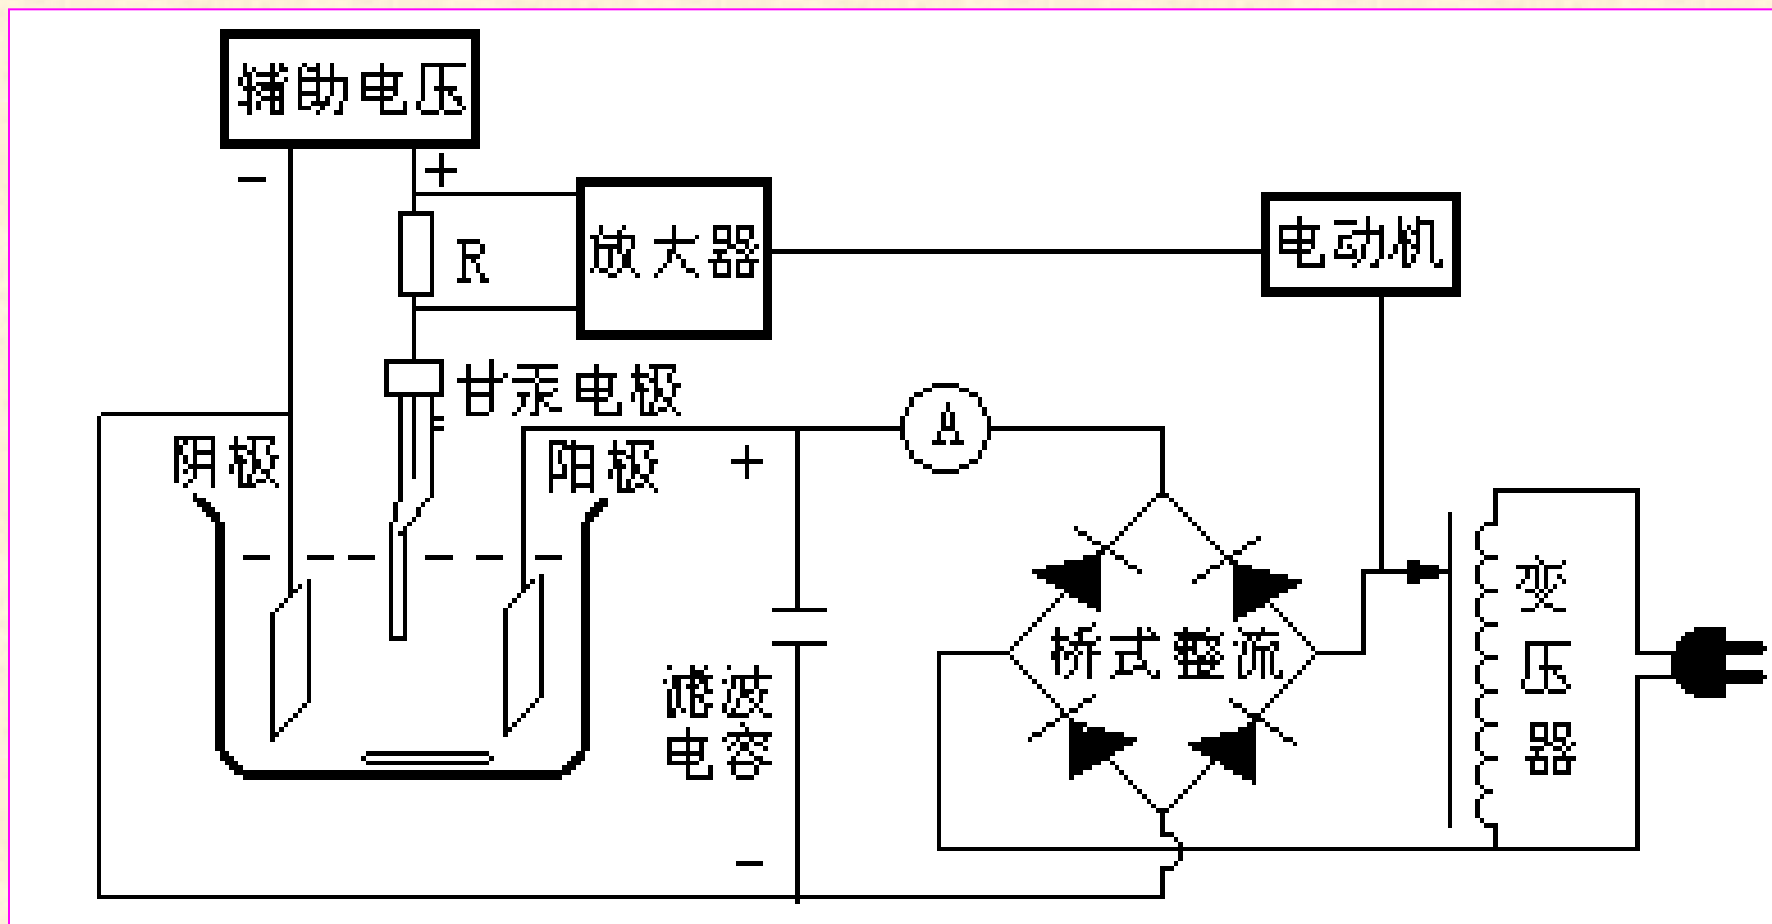 辅助电压
-
+
R
放大器
电动机
甘汞电极
阴极
阳极
+
A
滤波
电容
-
桥式整流
变
压
器